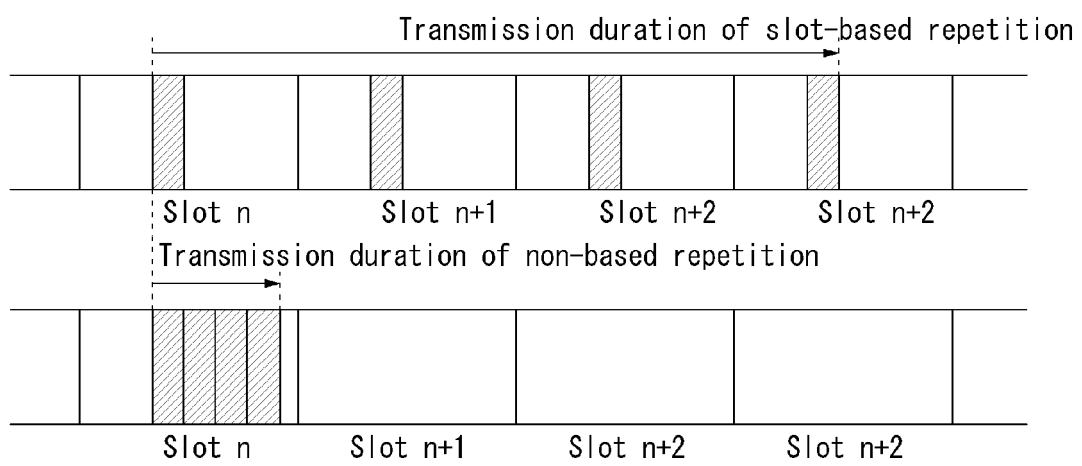 Transmission duration of slot-based repetition
Slot n Slot n+1 Slot n+2 Slot n+2
Transmission duration of non-based repetition
Slot n Slot n+1 Slot n+2 Slot n+2